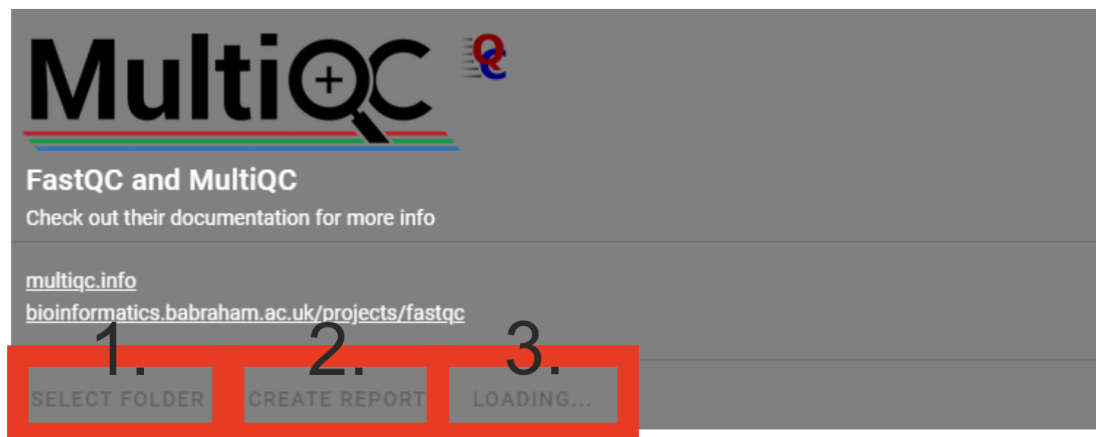 MultiQC QC
FastQC and MultiQC
Check out their documentation for more info
multiqc.info
bioinformatics.babraham.ac.uk/projects/fastqc
1. 2. 3.
SELECT FOLDER CREATE REPORT LOADING...